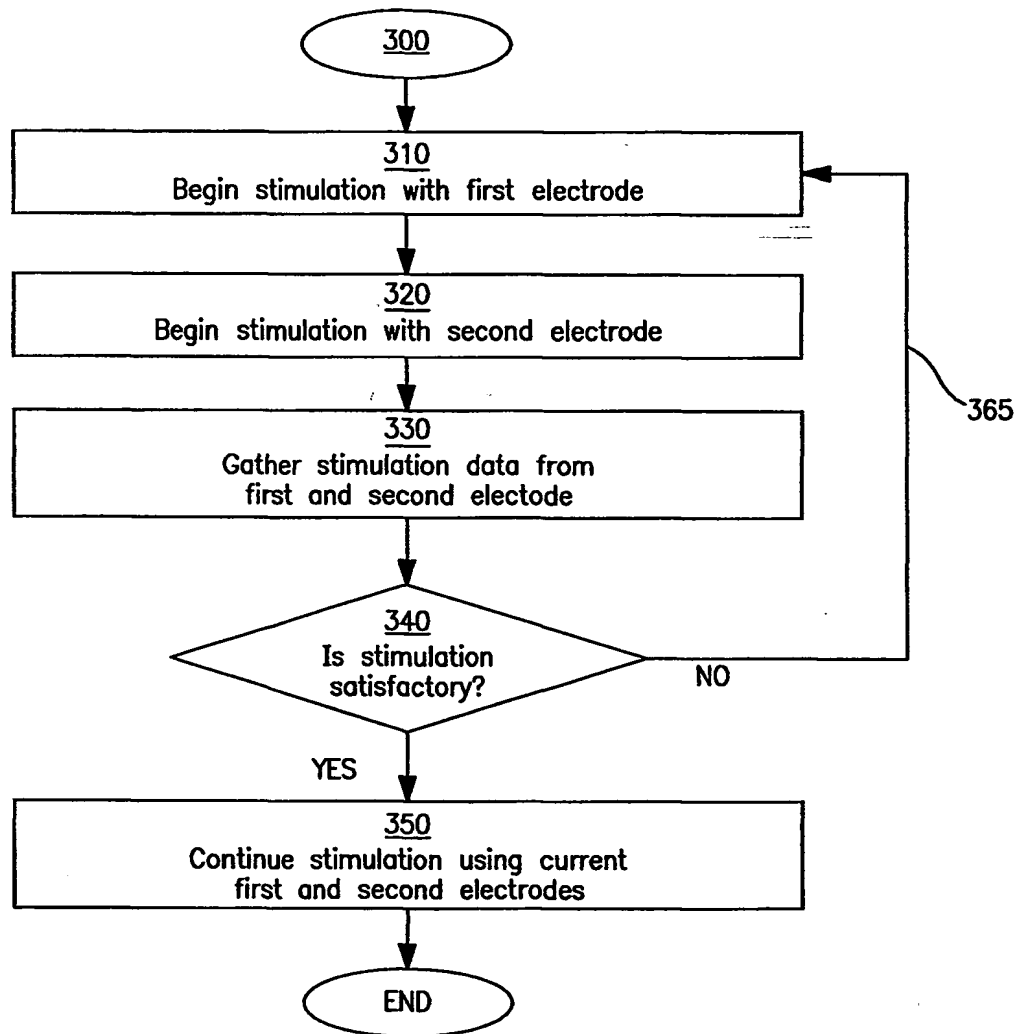 300
310
Begin stimulation with first electrode
320
Begin stimulation with second electrode
365
330
Gather stimulation data from
first and second electode
340
Is stimulation
satisfactory?
NO
YES
350
Continue stimulation using current
first and second electrodes
END